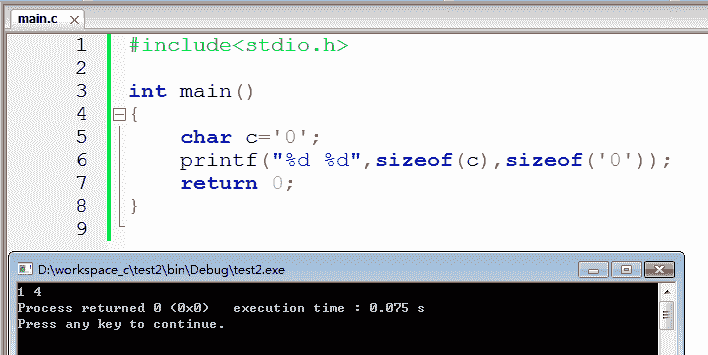 main.c
1 #include<stdio.h>
2
3 int main()
4 {
5 char c='0';
6 printf("%d %d",sizeof(c),sizeof('0'));
7 return 0;
8 }
9
D:\workspace_c\test2\bin\Debug\test2.exe
1 4
Process returned 0 (0x0) execution time : 0.075 s
Press any key to continue.